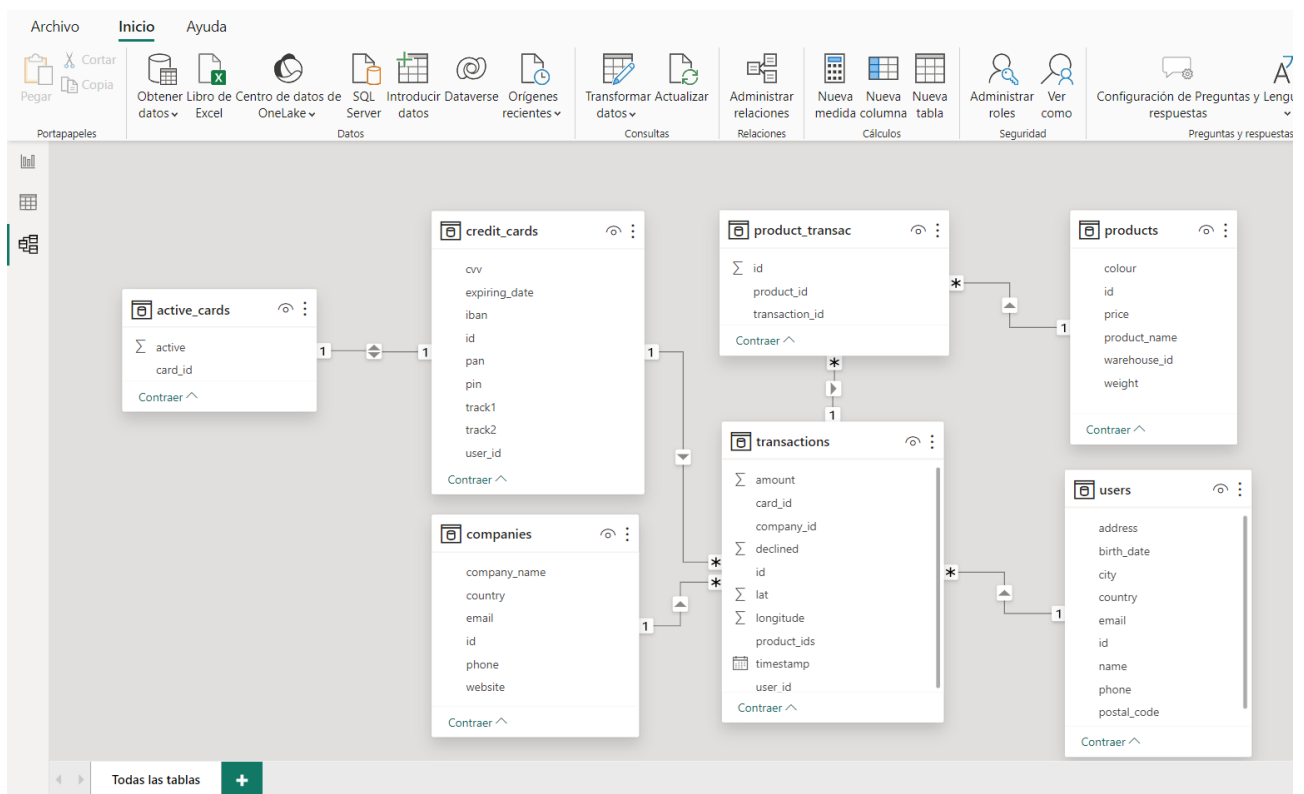 Archivo Inicio Ayuda
Pegar
Cortar
Copia
Portapapeles
Obtener datos
Libro de Excel
Centro de datos de OneLake
SQL Server
Introducir datos
Dataverse
Orígenes recientes
Datos
Transformar datos
Actualizar
Consultas
Administrar relaciones
Relaciones
Nueva medida
Nueva columna
Nueva tabla
Cálculos
Administrar roles
Ver como
Seguridad
Configuración de Preguntas y respuestas
Preguntas y respuestas
active_cards
Σ active
card_id
Contraer
1
1
credit_cards
cvv
expiring_date
iban
id
pan
pin
track1
track2
user_id
Contraer
1
*
companies
company_name
country
email
id
phone
website
Contraer
1
*
product_transac
Σ id
product_id
transaction_id
Contraer
*
1
transactions
Σ amount
card_id
company_id
Σ declined
id
Σ lat
Σ longitude
product_ids
timestamp
user_id
Contraer
products
colour
id
price
product_name
warehouse_id
weight
Contraer
*
1
users
address
birth_date
city
country
email
id
name
phone
postal_code
Contraer
*
1
Todas las tablas
+